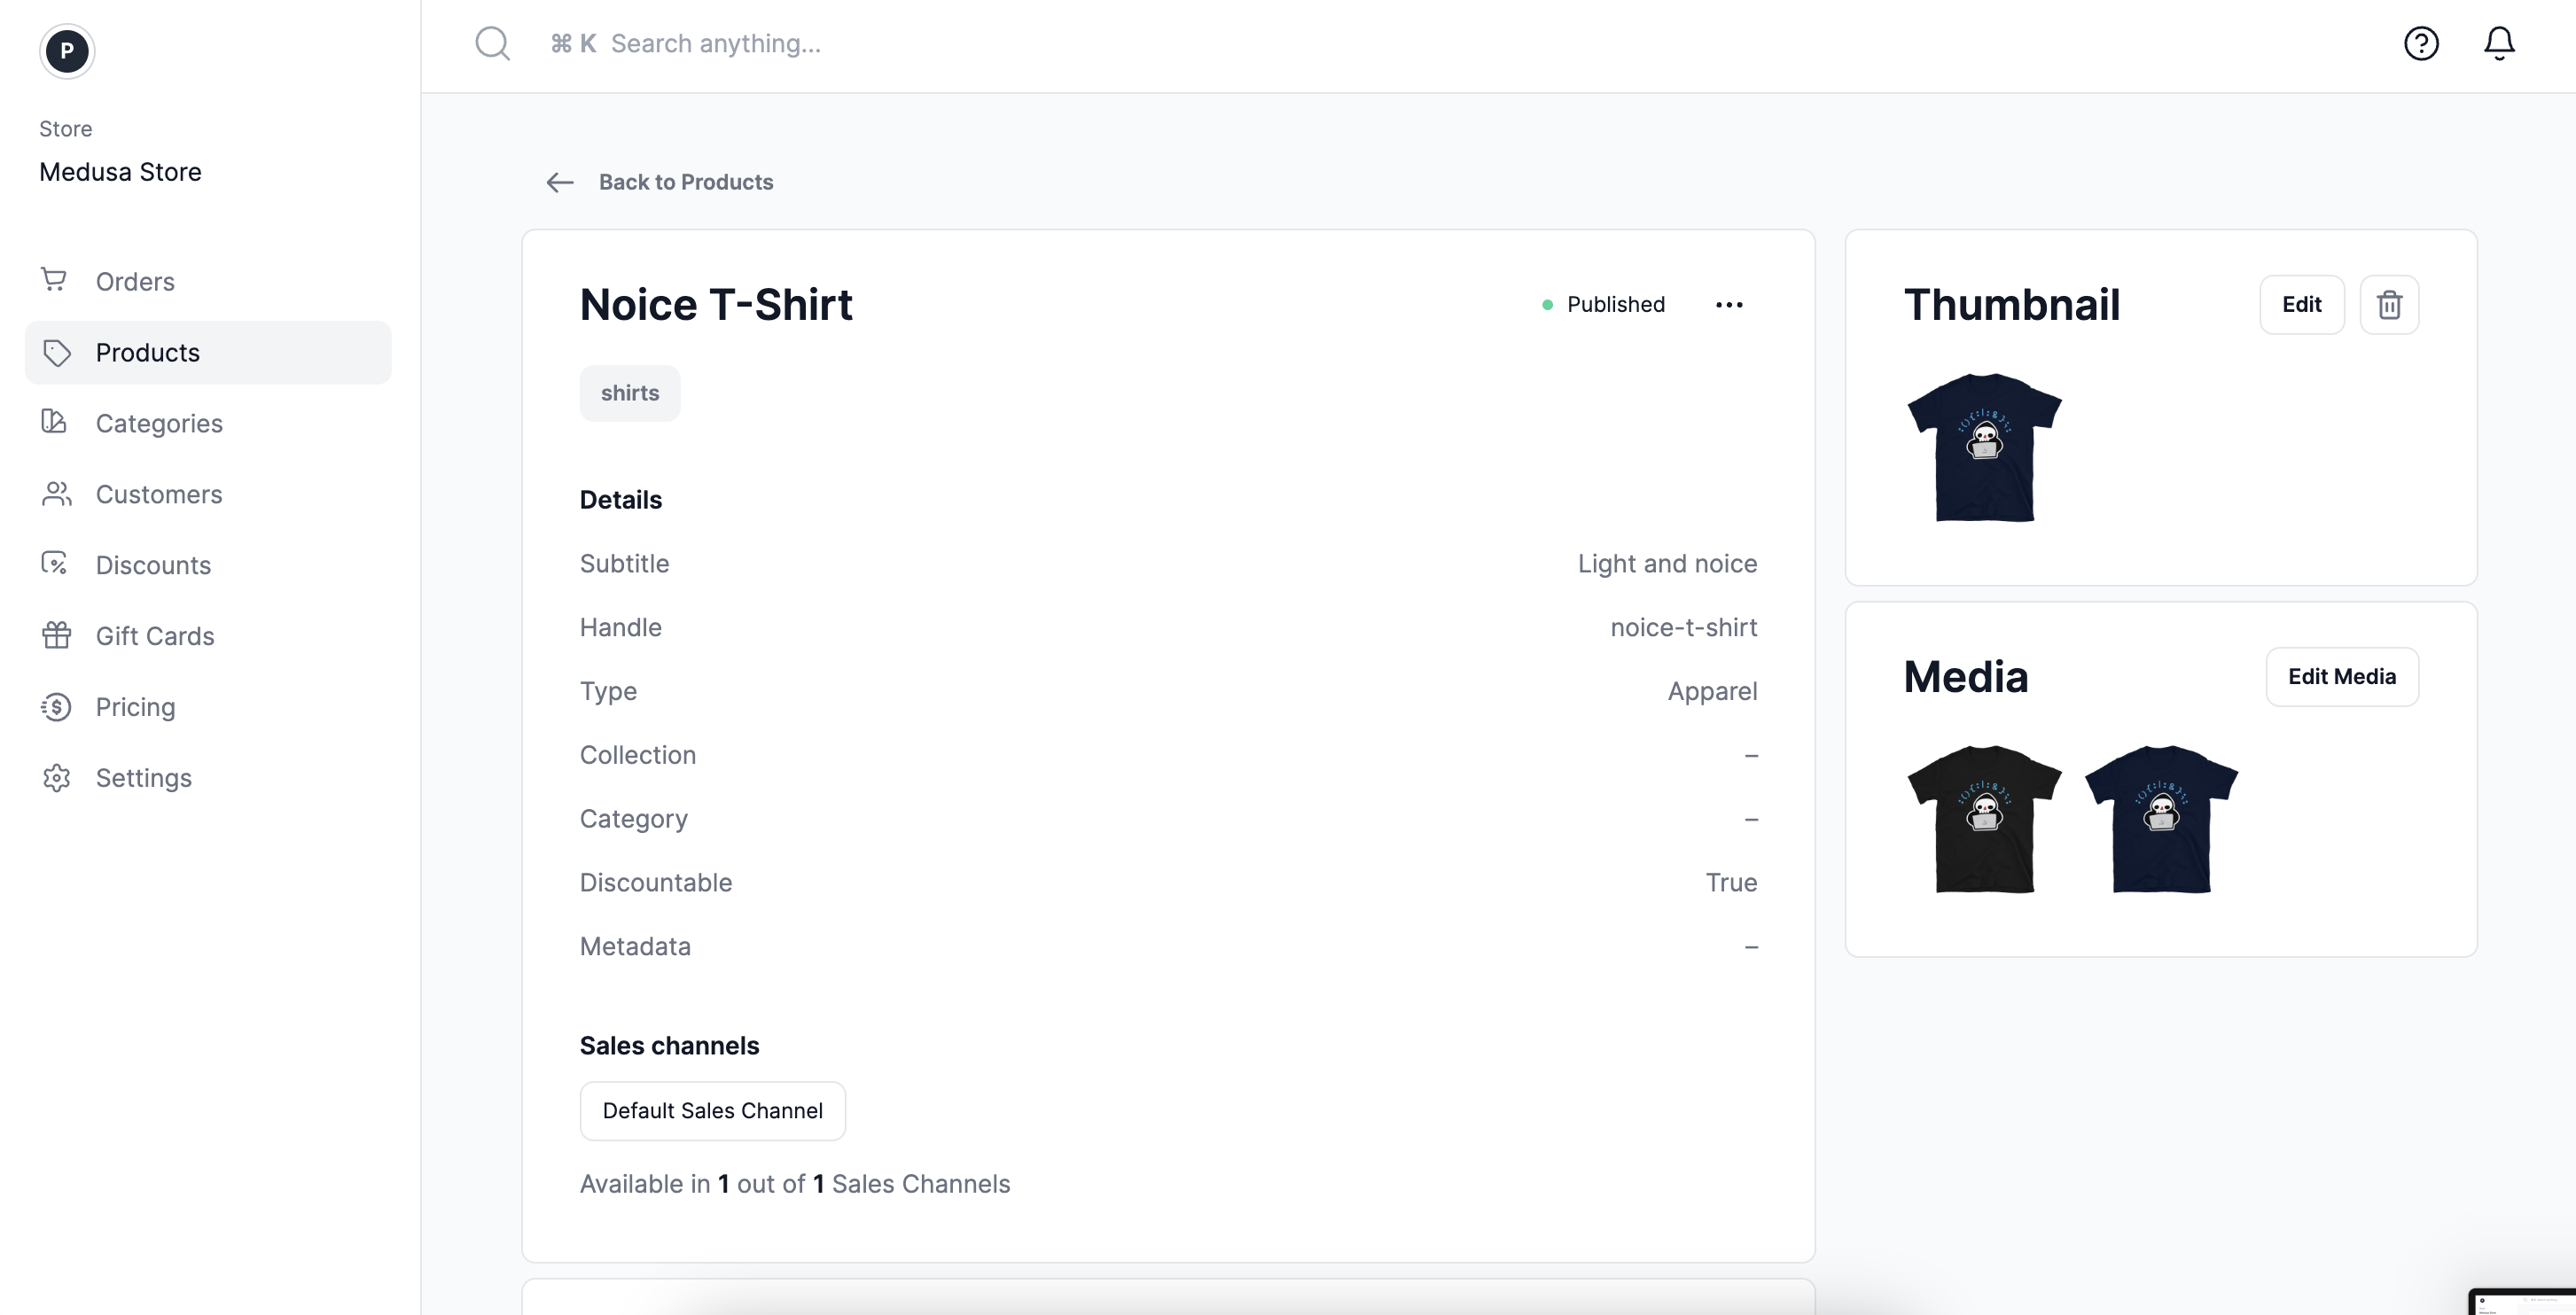 P
Store
Medusa Store
Orders
Products
Categories
Customers
Discounts
Gift Cards
Pricing
Settings
⌘ K Search anything...
Back to Products
Noice T-Shirt
Published
shirts
Details
Subtitle Light and noice
Handle noice-t-shirt
Type Apparel
Collection –
Category –
Discountable True
Metadata –
Sales channels
Default Sales Channel
Available in 1 out of 1 Sales Channels
Thumbnail
Edit
Media
Edit Media